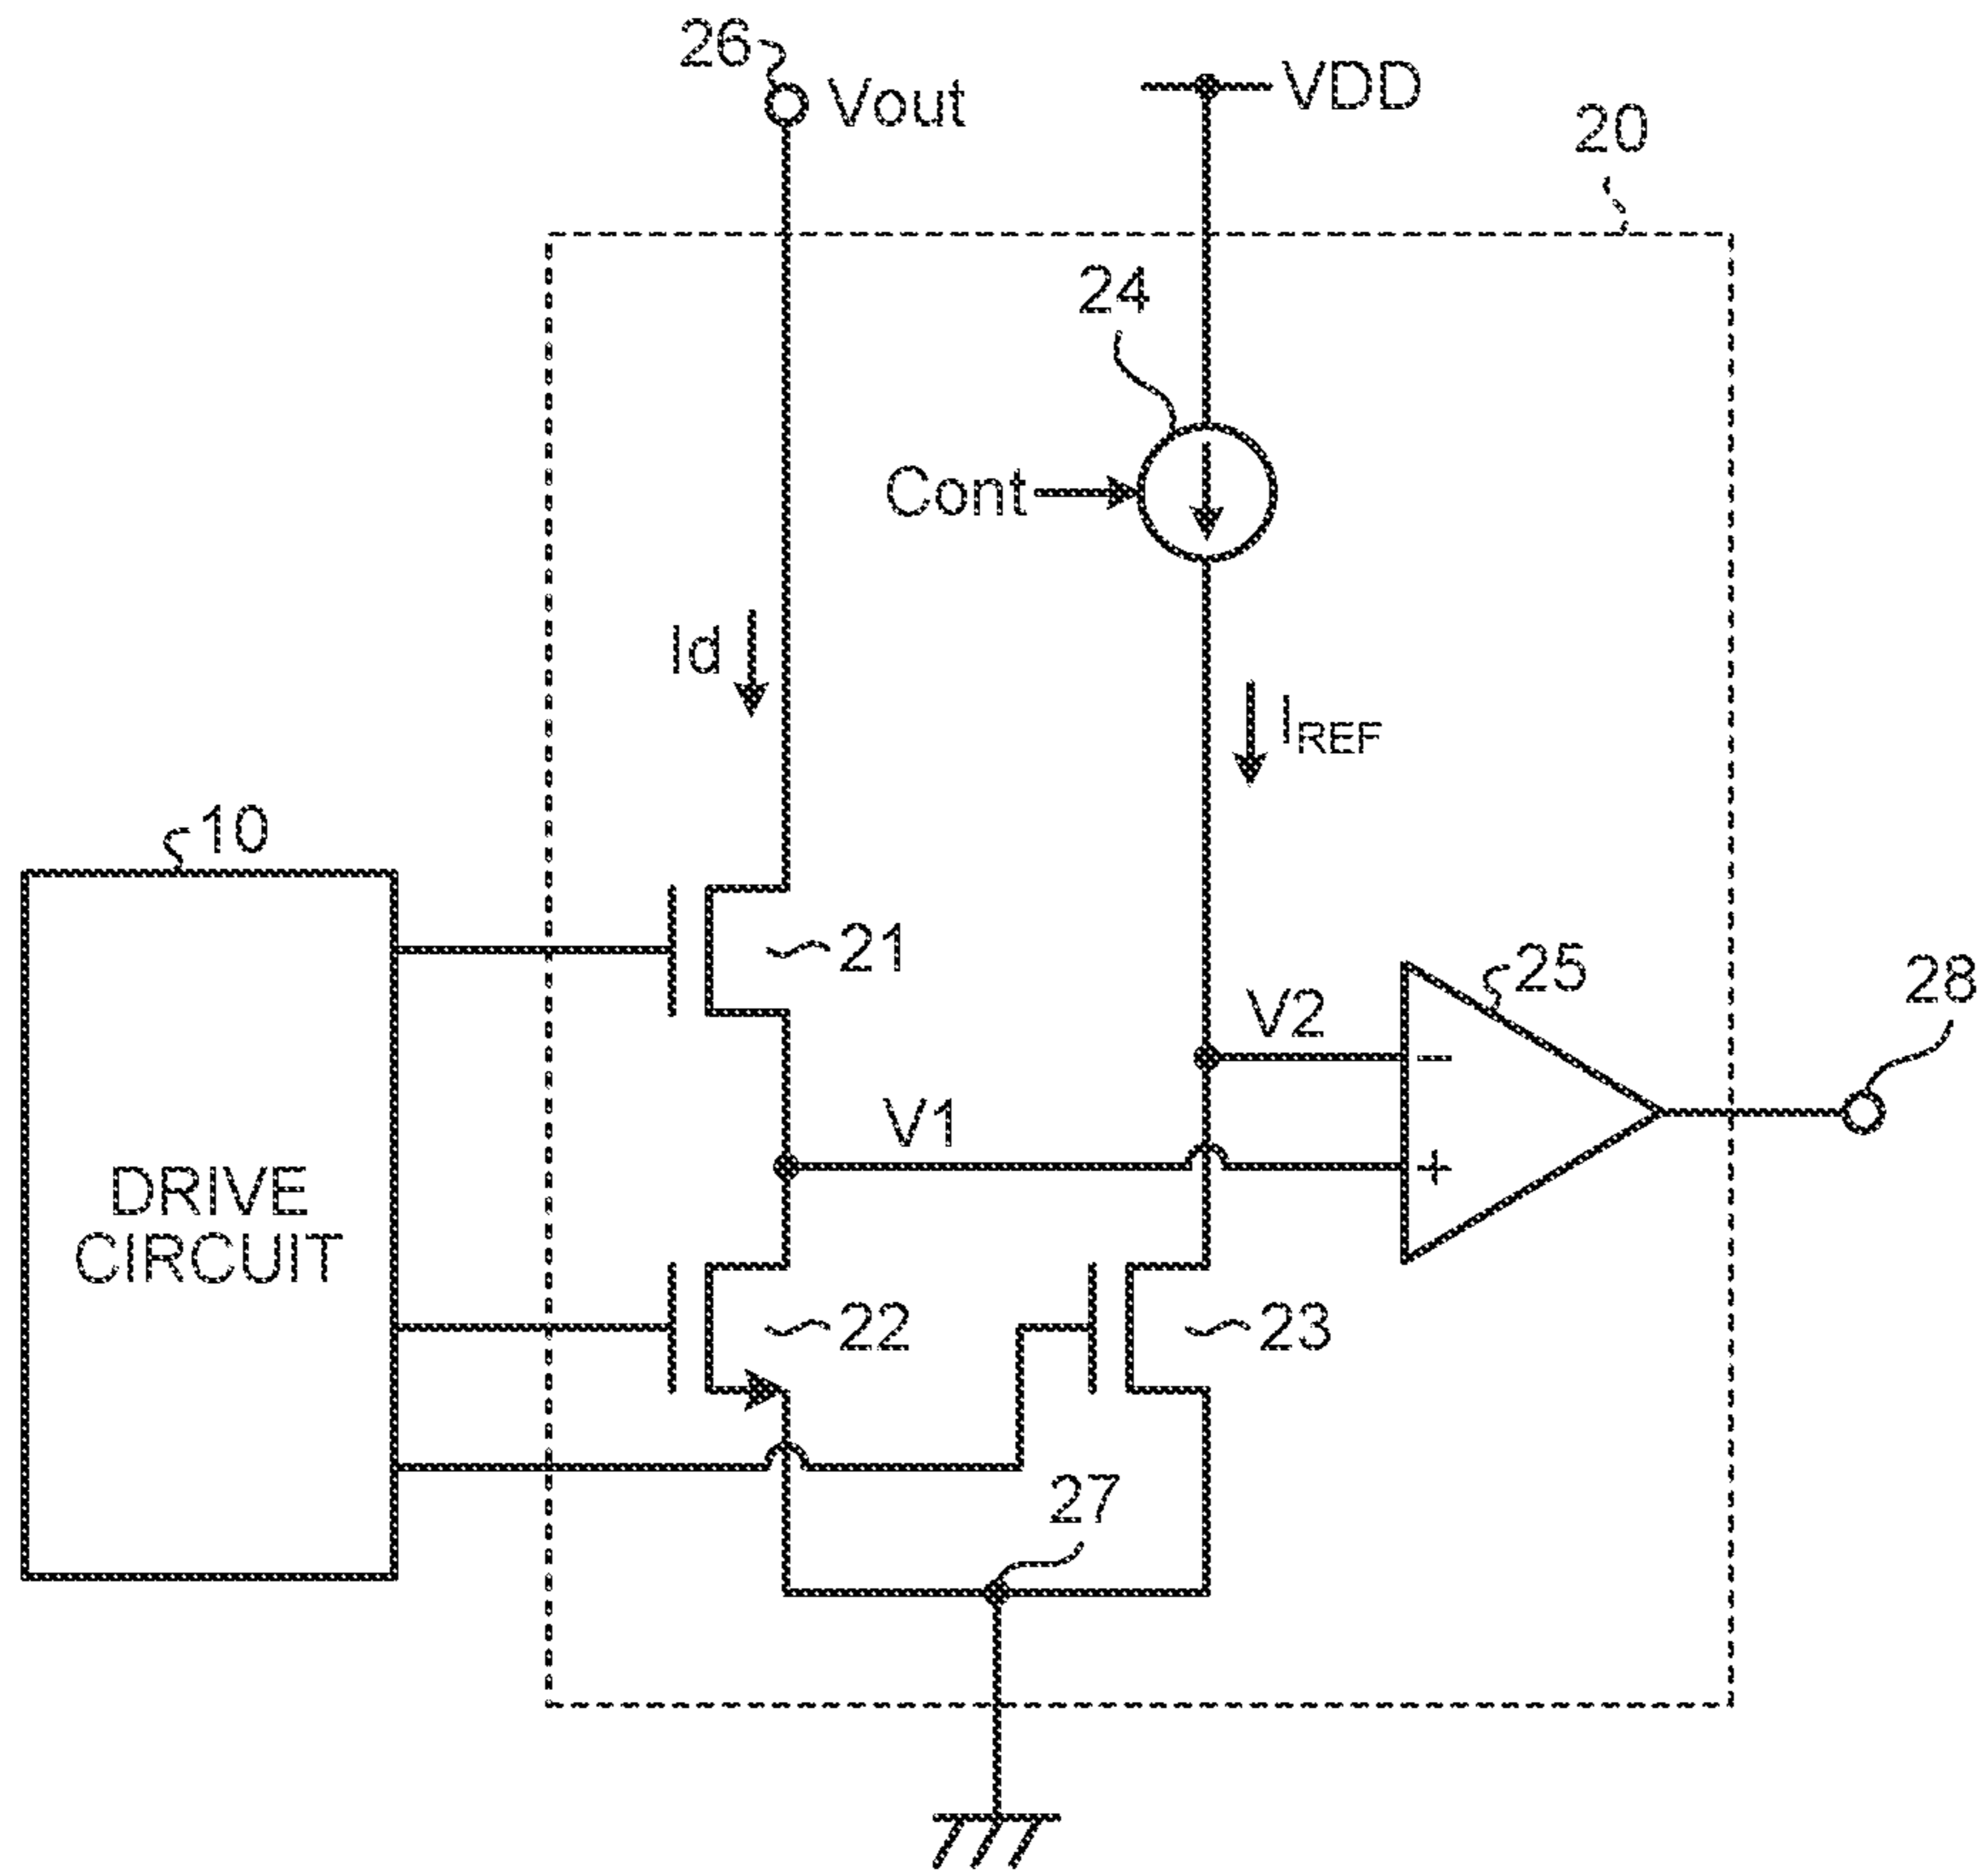 26
Vout
VDD
20
24
Cont
Id
IREF
10
21
25
28
V2
V1
DRIVE
CIRCUIT
−
+
22
23
27